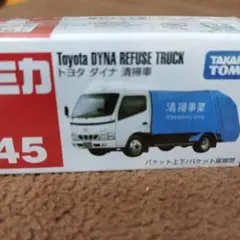 ミカ
Toyota DYNA REFUSE TRUCK
トヨタ ダイナ 清掃車
TAKARA
TOMY
清掃事業
45
バケット上下/バケット扉開閉